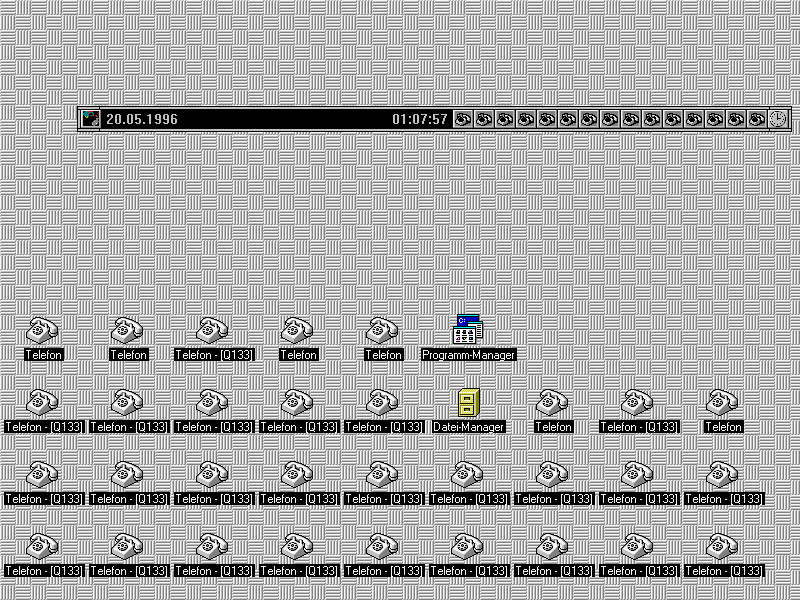 20.05.1996 01:07:57
Telefon Telefon Telefon - [Q133] Telefon Telefon Programm-Manager
Telefon - [Q133] Telefon - [Q133] Telefon - [Q133] Telefon - [Q133] Telefon - [Q133] Datei-Manager Telefon Telefon - [Q133] Telefon
Telefon - [Q133] Telefon - [Q133] Telefon - [Q133] Telefon - [Q133] Telefon - [Q133] Telefon - [Q133] Telefon - [Q133] Telefon - [Q133] Telefon - [Q133]
Telefon - [Q133] Telefon - [Q133] Telefon - [Q133] Telefon - [Q133] Telefon - [Q133] Telefon - [Q133] Telefon - [Q133] Telefon - [Q133] Telefon - [Q133]